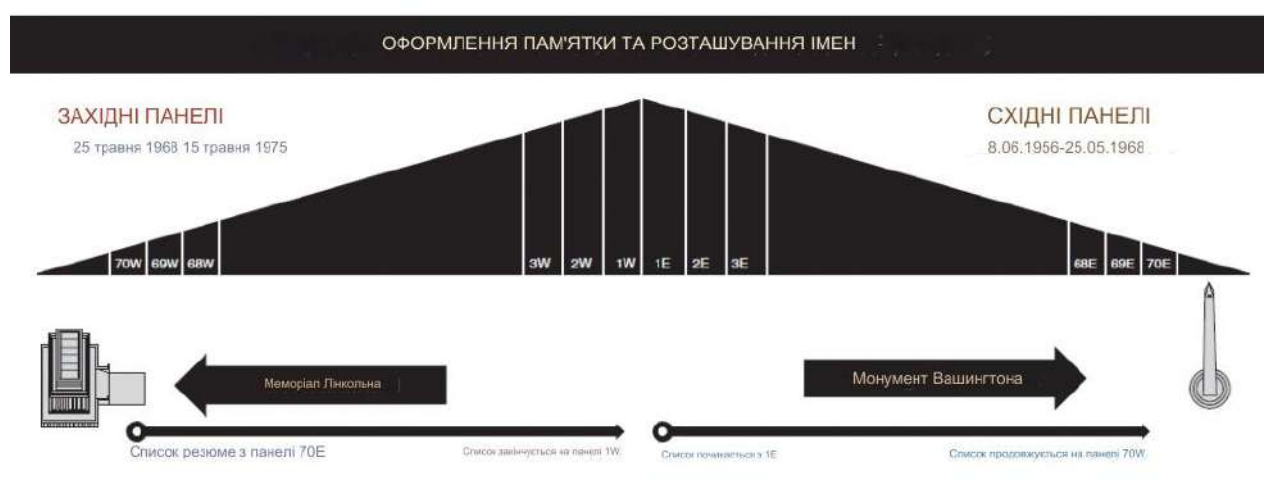 ОФОРМЛЕННЯ ПАМ'ЯТКИ ТА РОЗТАШУВАННЯ ІМЕН
ЗАХІДНІ ПАНЕЛІ
25 травня 1968 15 травня 1975
СХІДНІ ПАНЕЛІ
8.06.1956-25.05.1968
70W 69W 68W 3W 2W 1W 1E 2E 3E 68E 69E 70E
Меморіал Лінкольна
Монумент Вашингтона
Список резюме з панелі 70E
Список закінчується на панелі 1W
Список починається з 1E
Список продовжується на панелі 70W